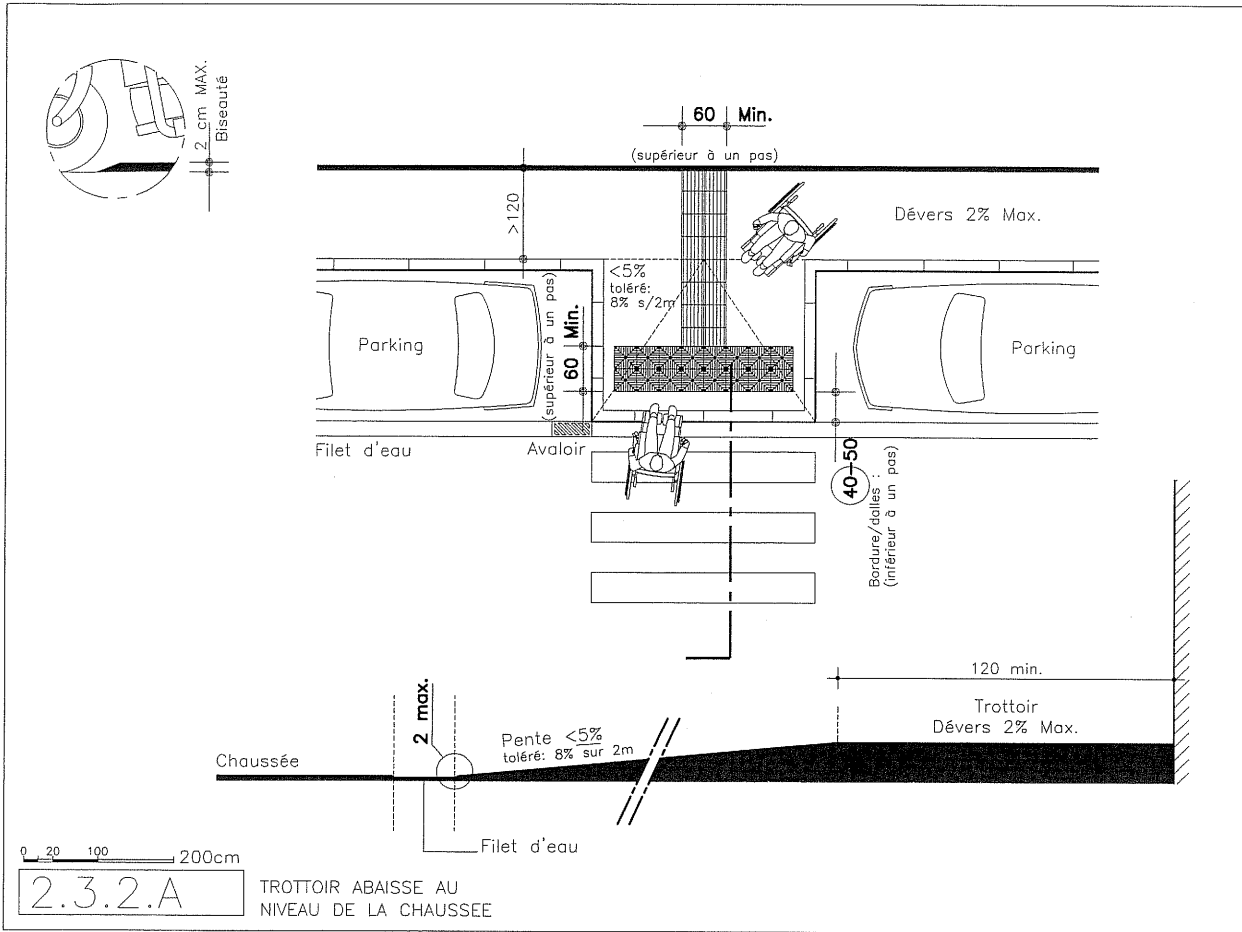 2 cm MAX.
Biseauté
60 Min.
(supérieur à un pas)
>120
Dévers 2% Max.
<5%
toléré:
8% s/2m
Parking
60 Min.
(supérieur à un pas)
Parking
Filet d'eau
Avaloir
40-50
Bordure/dalles :
(inférieur à un pas)
120 min.
Trottoir
Dévers 2% Max.
2 max.
Pente <5%
toléré: 8% sur 2m
Chaussée
Filet d'eau
0 20 100 200cm
2.3.2.A
TROTTOIR ABAISSE AU
NIVEAU DE LA CHAUSSEE